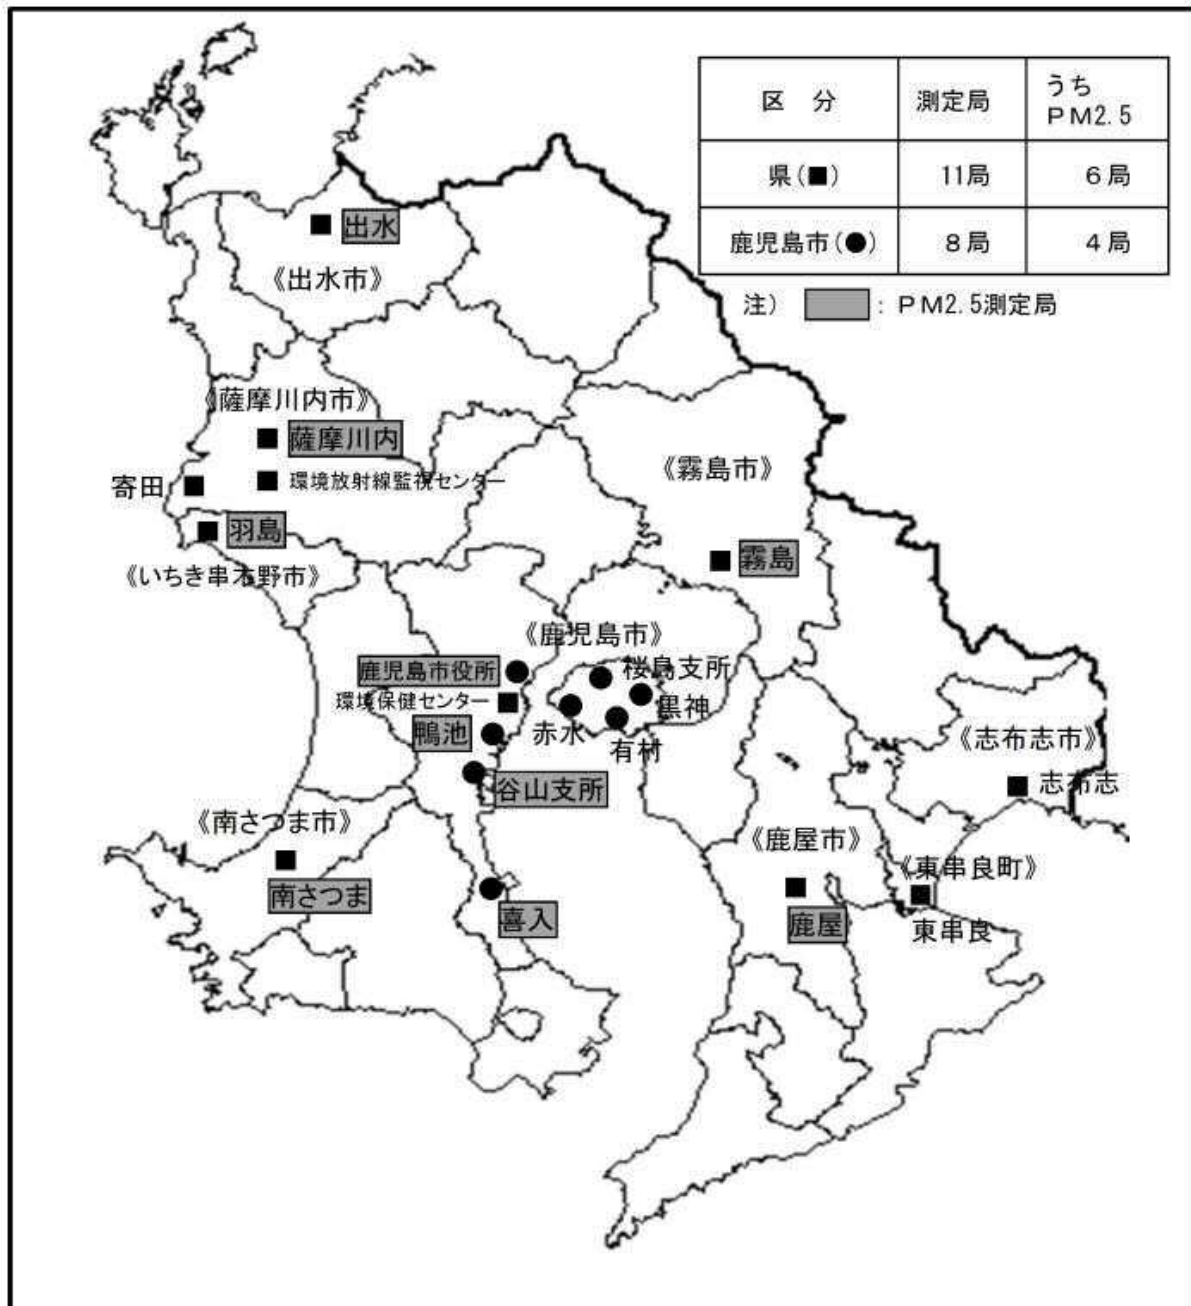 区 分 測定局 うち PM2.5
県(■) 11局 6局
鹿児島市(●) 8局 4局
注) : PM2.5測定局
出水
《出水市》
《薩摩川内市》
薩摩川内
環境放射線監視センター
寄田
羽島
《いちき串木野市》
《霧島市》
霧島
《鹿児島市》
鹿児島市役所
桜島支所
環境保健センター
黒神
鴨池
赤水
有村
谷山支所
《志布志市》
志布志
《南さつま市》
南さつま
喜入
《鹿屋市》
鹿屋
《東串良町》
東串良